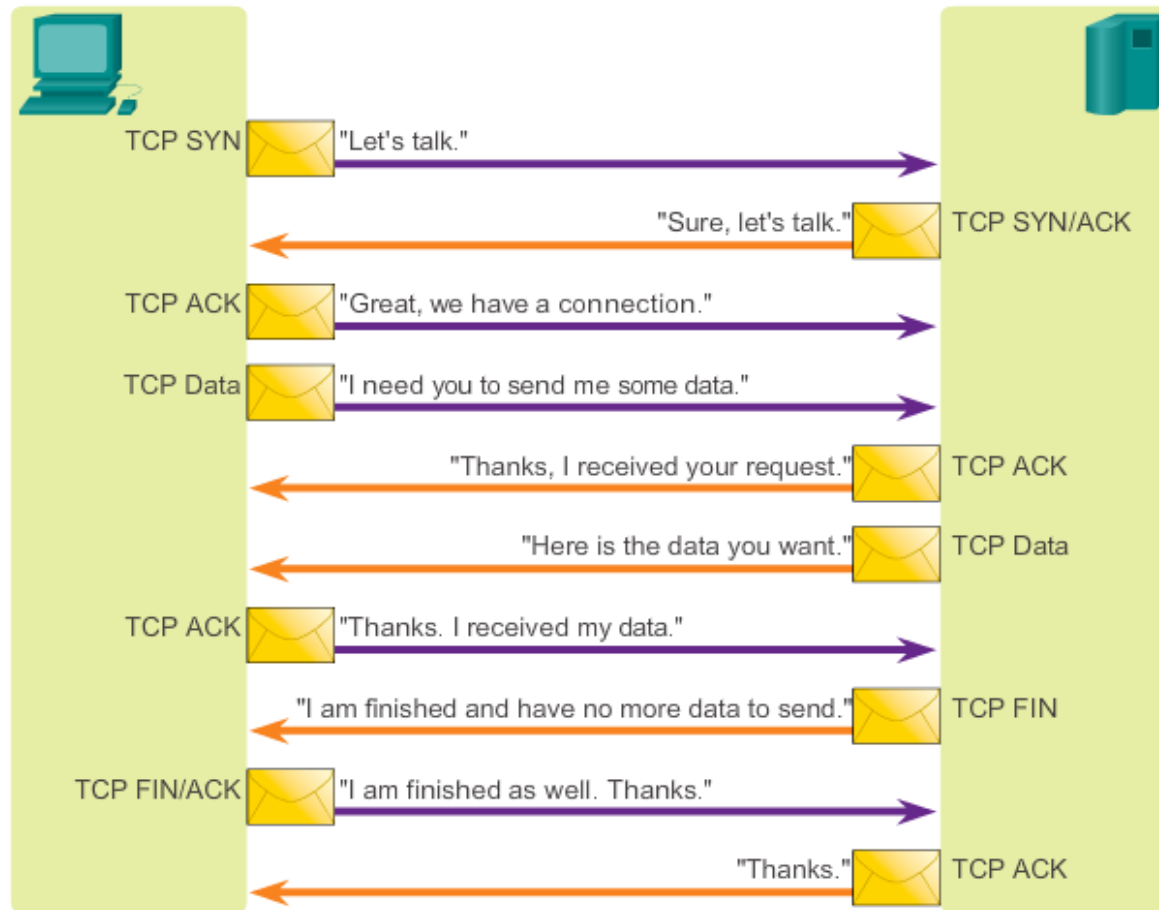 TCP SYN "Let's talk."
"Sure, let's talk." TCP SYN/ACK
TCP ACK "Great, we have a connection."
TCP Data "I need you to send me some data."
"Thanks, I received your request." TCP ACK
"Here is the data you want." TCP Data
TCP ACK "Thanks. I received my data."
"I am finished and have no more data to send." TCP FIN
TCP FIN/ACK "I am finished as well. Thanks."
"Thanks." TCP ACK